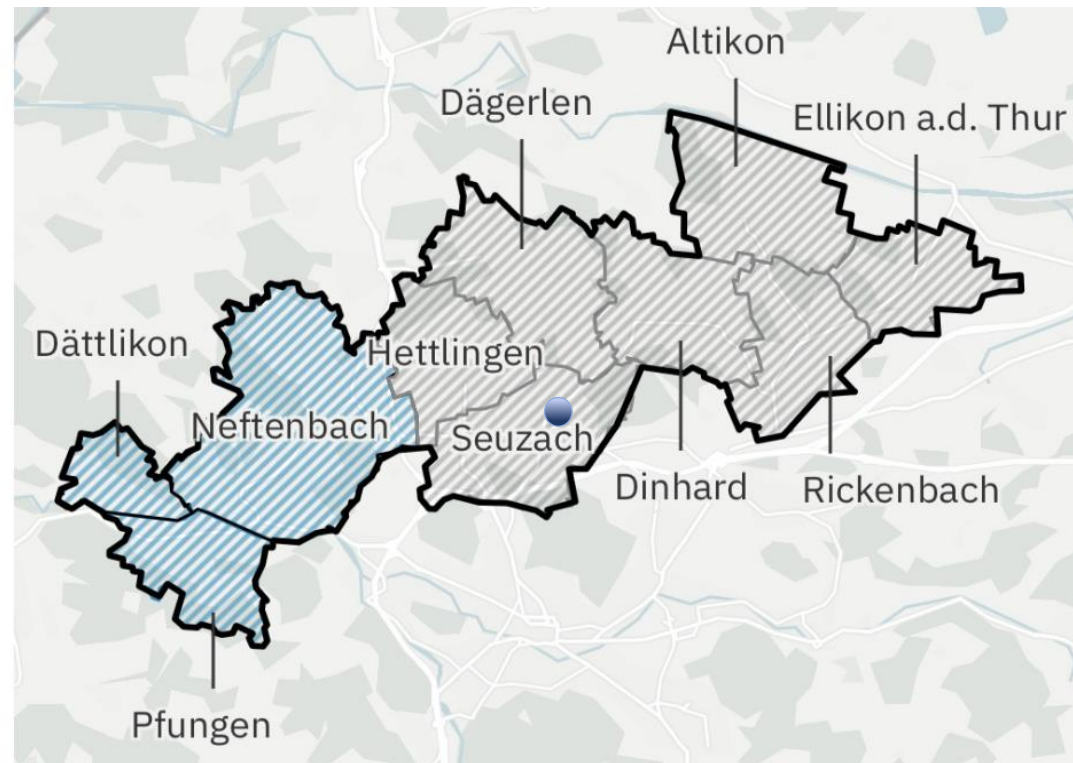 Altikon
Dägerlen
Ellikon a.d. Thur
Dättlikon
Hettlingen
Neftenbach
Seuzach
Dinhard
Rickenbach
Pfungen